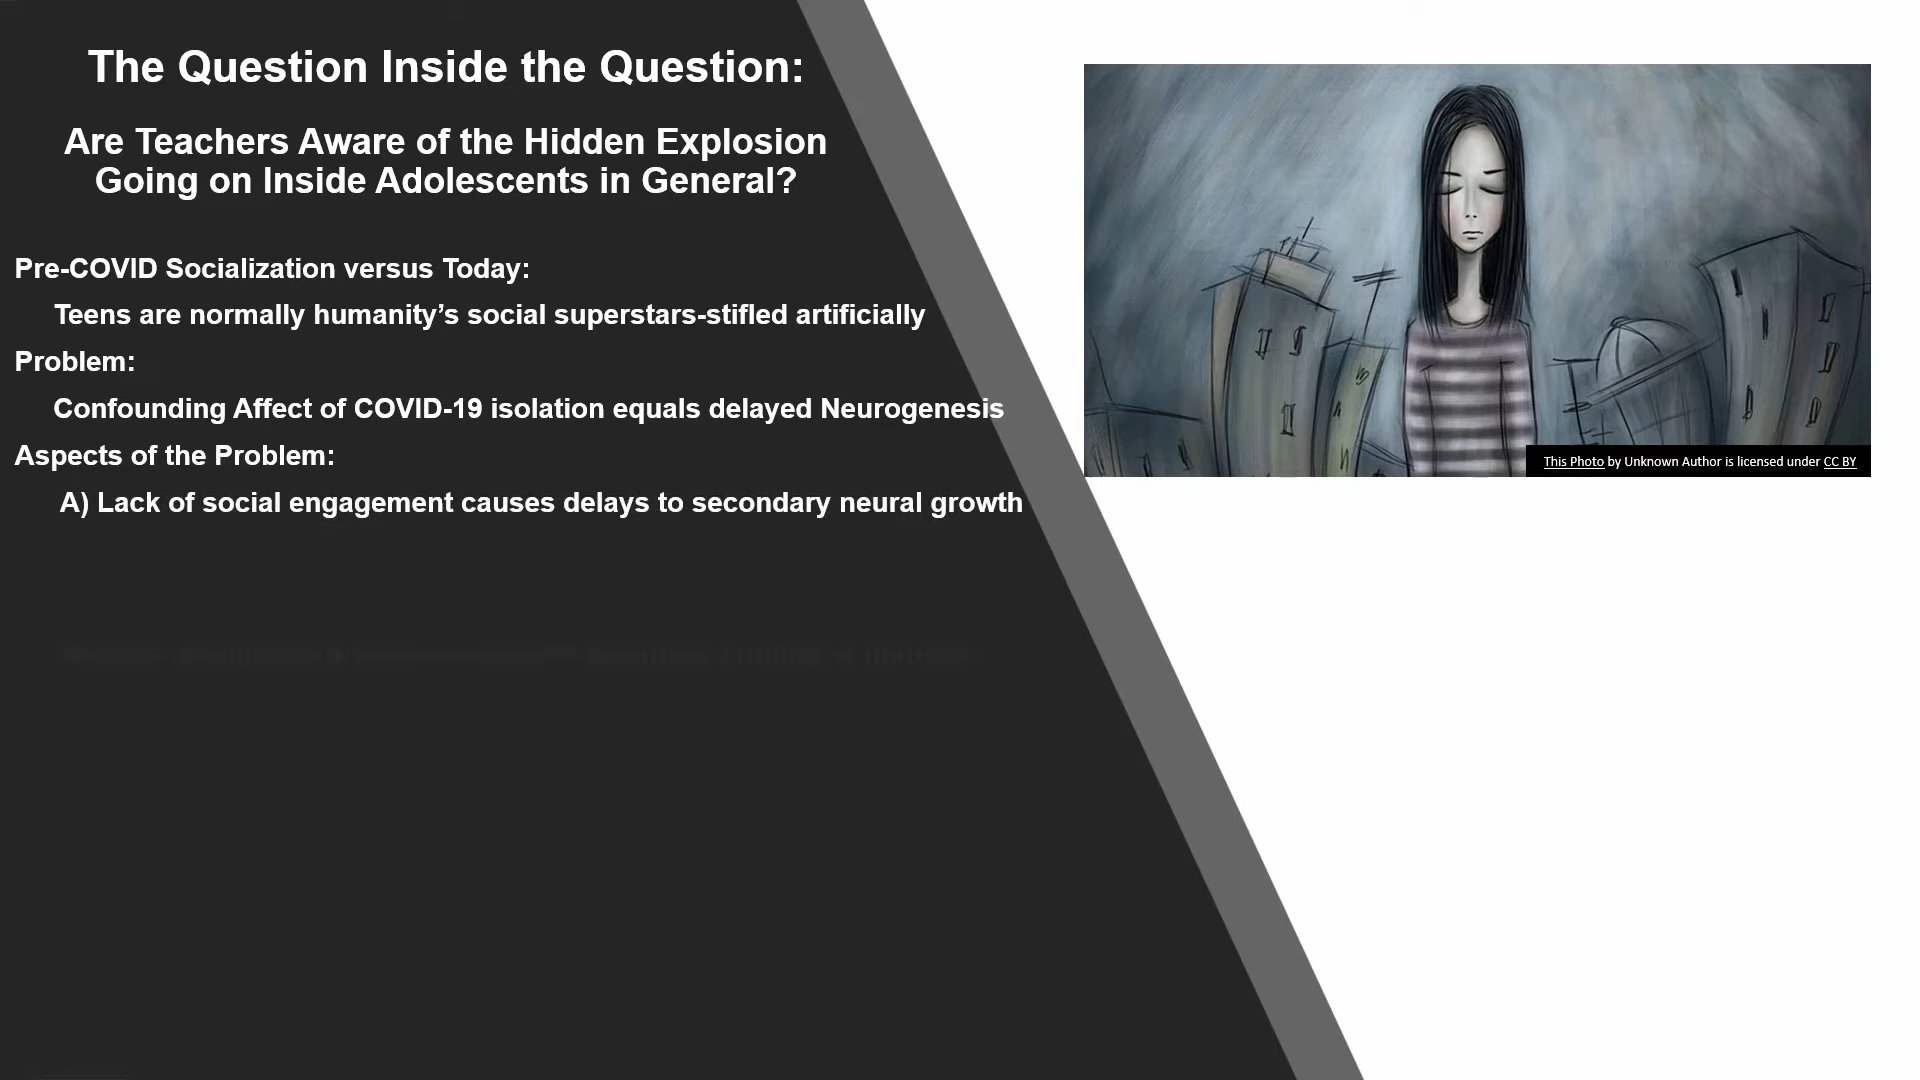 The Question Inside the Question:
Are Teachers Aware of the Hidden Explosion
Going on Inside Adolescents in General?
Pre-COVID Socialization versus Today:
Teens are normally humanity’s social superstars-stifled artificially
Problem:
Confounding Affect of COVID-19 isolation equals delayed Neurogenesis
Aspects of the Problem:
A) Lack of social engagement causes delays to secondary neural growth
This Photo by Unknown Author is licensed under CC BY